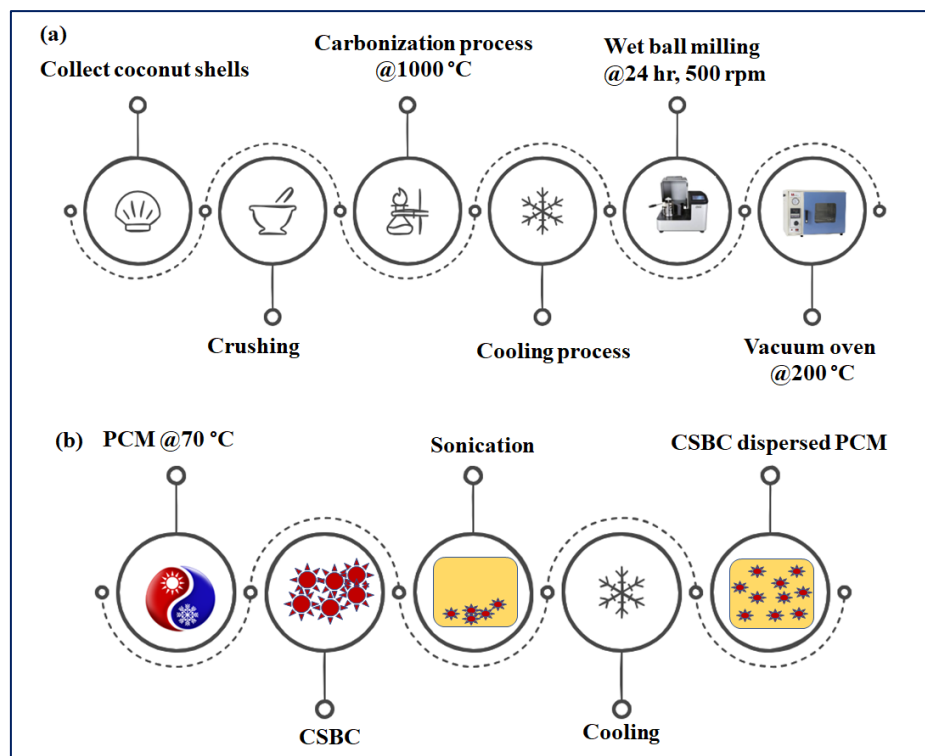 (a)
Collect coconut shells
Carbonization process
@1000 °C
Wet ball milling
@24 hr, 500 rpm
Crushing
Cooling process
Vacuum oven
@200 °C
(b)
PCM @70 °C
Sonication
CSBC dispersed PCM
CSBC
Cooling